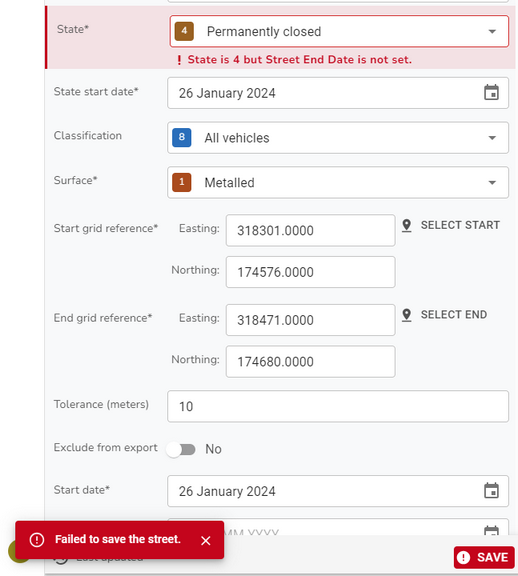 State*
4 Permanently closed
! State is 4 but Street End Date is not set.
State start date*
26 January 2024
Classification
8 All vehicles
Surface*
1 Metalled
Start grid reference*
Easting: 318301.0000
SELECT START
Northing: 174576.0000
End grid reference*
Easting: 318471.0000
SELECT END
Northing: 174680.0000
Tolerance (meters)
10
Exclude from export
No
Start date*
26 January 2024
MM YYYY
Failed to save the street.
Last updated
SAVE